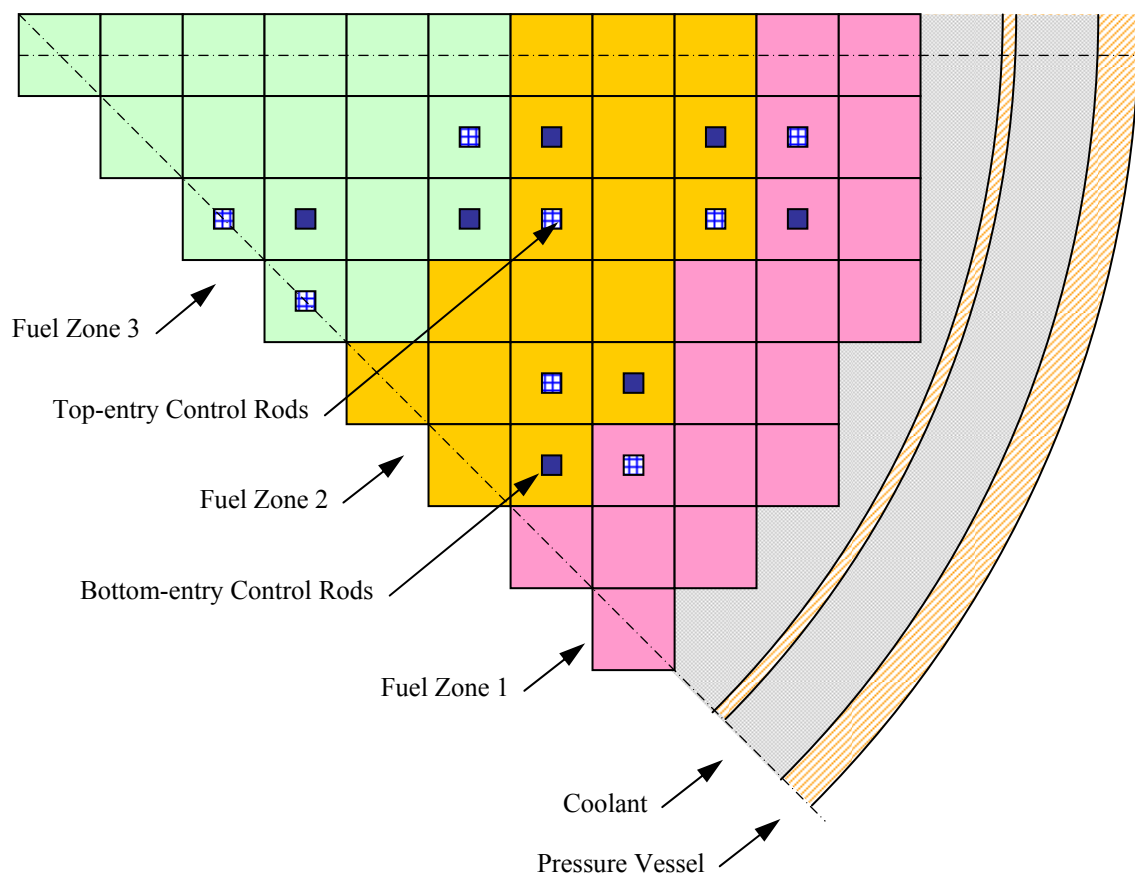 Fuel Zone 3
Top-entry Control Rods
Fuel Zone 2
Bottom-entry Control Rods
Fuel Zone 1
Coolant
Pressure Vessel